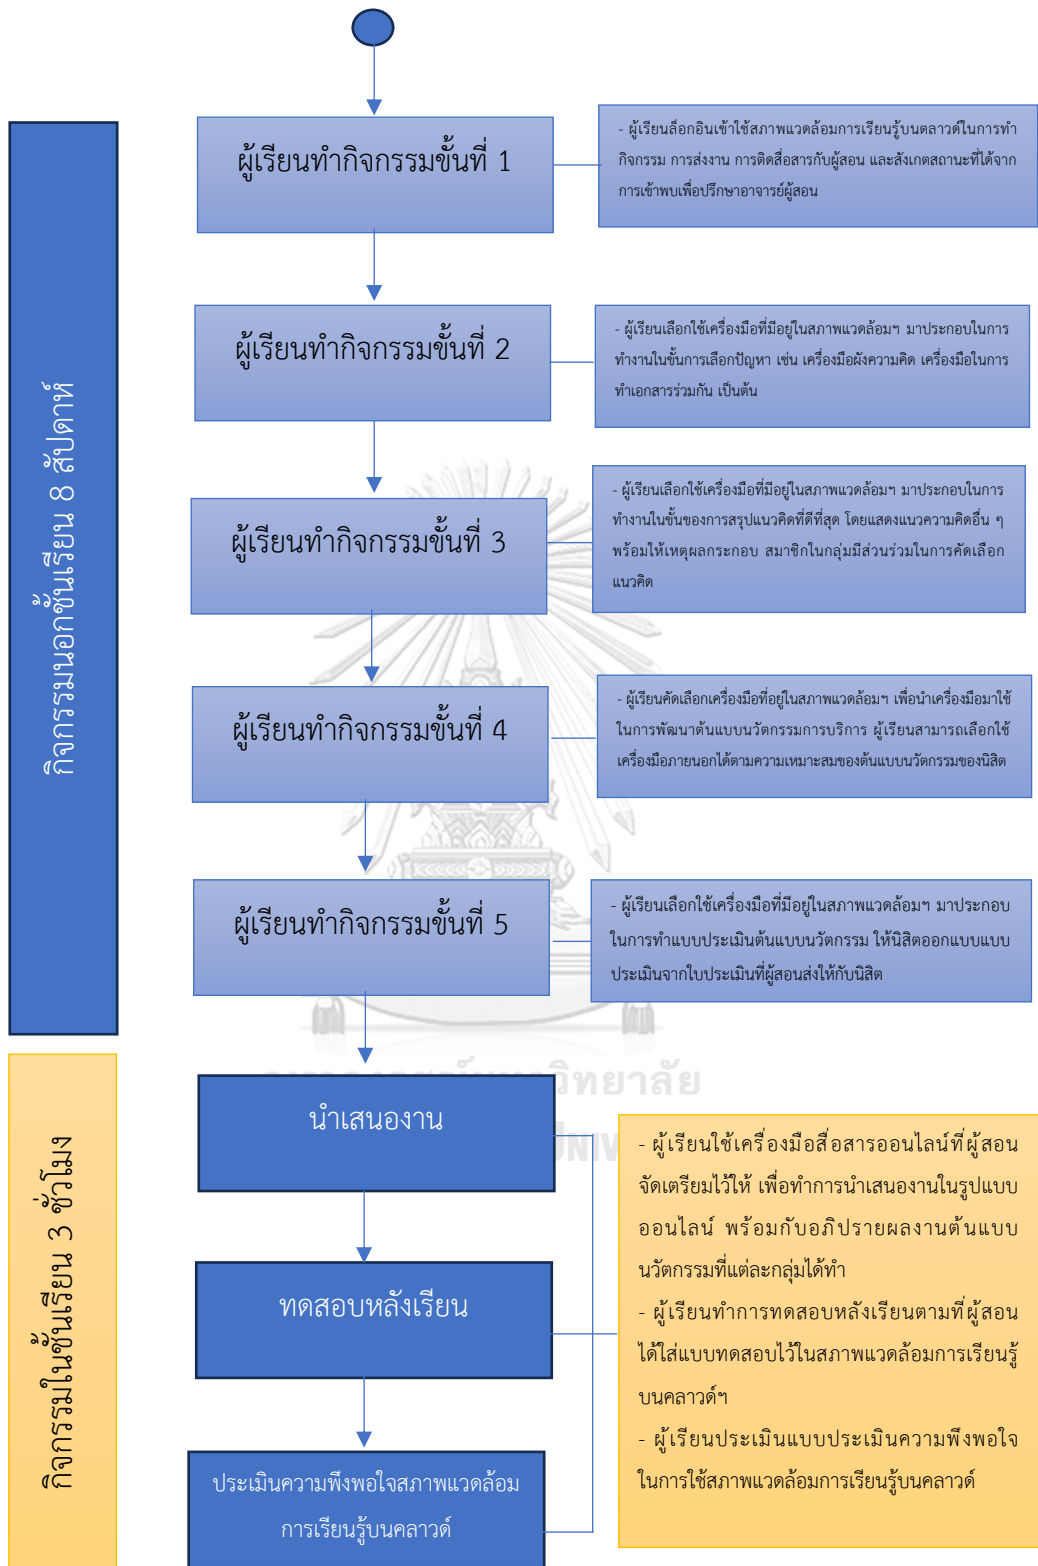 กิจกรรมนอกชั้นเรียน 8 สัปดาห์
ผู้เรียนทำกิจกรรมขั้นที่ 1
- ผู้เรียนล็อกอินเข้าใช้สภาพแวดล้อมการเรียนรู้บนตลาวด์ในการทำ
กิจกรรม การส่งงาน การติดสื่อสารกับผู้สอน และสังเกตสถานะที่ได้จาก
การเข้าพบเพื่อปรึกษาอาจารย์ผู้สอน
ผู้เรียนทำกิจกรรมขั้นที่ 2
- ผู้เรียนเลือกใช้เครื่องมือที่มีอยู่ในสภาพแวดล้อมฯ มาประกอบในการ
ทำงานในขั้นการเลือกปัญหา เช่น เครื่องมือผังความคิด เครื่องมือในการ
ทำเอกสารร่วมกัน เป็นต้น
ผู้เรียนทำกิจกรรมขั้นที่ 3
- ผู้เรียนเลือกใช้เครื่องมือที่มีอยู่ในสภาพแวดล้อมฯ มาประกอบในการ
ทำงานในขั้นของการสรุปแนวคิดที่ดีที่สุด โดยแสดงแนวความคิดอื่น ๆ
พร้อมให้เหตุผลกระกอบ สมาชิกในกลุ่มมีส่วนร่วมในการคัดเลือก
แนวคิด
ผู้เรียนทำกิจกรรมขั้นที่ 4
- ผู้เรียนคัดเลือกเครื่องมือที่อยู่ในสภาพแวดล้อมฯ เพื่อนำเครื่องมือมาใช้
ในการพัฒนาต้นแบบนวัตกรรมการบริการ ผู้เรียนสามารถเลือกใช้
เครื่องมือภายนอกได้ตามความเหมาะสมของต้นแบบนวัตกรรมของนิสิต
ผู้เรียนทำกิจกรรมขั้นที่ 5
- ผู้เรียนเลือกใช้เครื่องมือที่มีอยู่ในสภาพแวดล้อมฯ มาประกอบ
ในการทำแบบประเมินต้นแบบนวัตกรรม ให้นิสิตออกแบบแบบ
ประเมินจากใบประเมินที่ผู้สอนส่งให้กับนิสิต
กิจกรรมในชั้นเรียน 3 ชั่วโมง
นำเสนองาน
ทดสอบหลังเรียน
ประเมินความพึงพอใจสภาพแวดล้อม
การเรียนรู้บนคลาวด์
- ผู้เรียนใช้เครื่องมือสื่อสารออนไลน์ที่ผู้สอน
จัดเตรียมไว้ให้ เพื่อทำการนำเสนองานในรูปแบบ
ออนไลน์ พร้อมกับอภิปรายผลงานต้นแบบ
นวัตกรรมที่แต่ละกลุ่มได้ทำ
- ผู้เรียนทำการทดสอบหลังเรียนตามที่ผู้สอน
ได้ใส่แบบทดสอบไว้ในสภาพแวดล้อมการเรียนรู้
บนคลาวด์ฯ
- ผู้เรียนประเมินแบบประเมินความพึงพอใจ
ในการใช้สภาพแวดล้อมการเรียนรู้บนคลาวด์